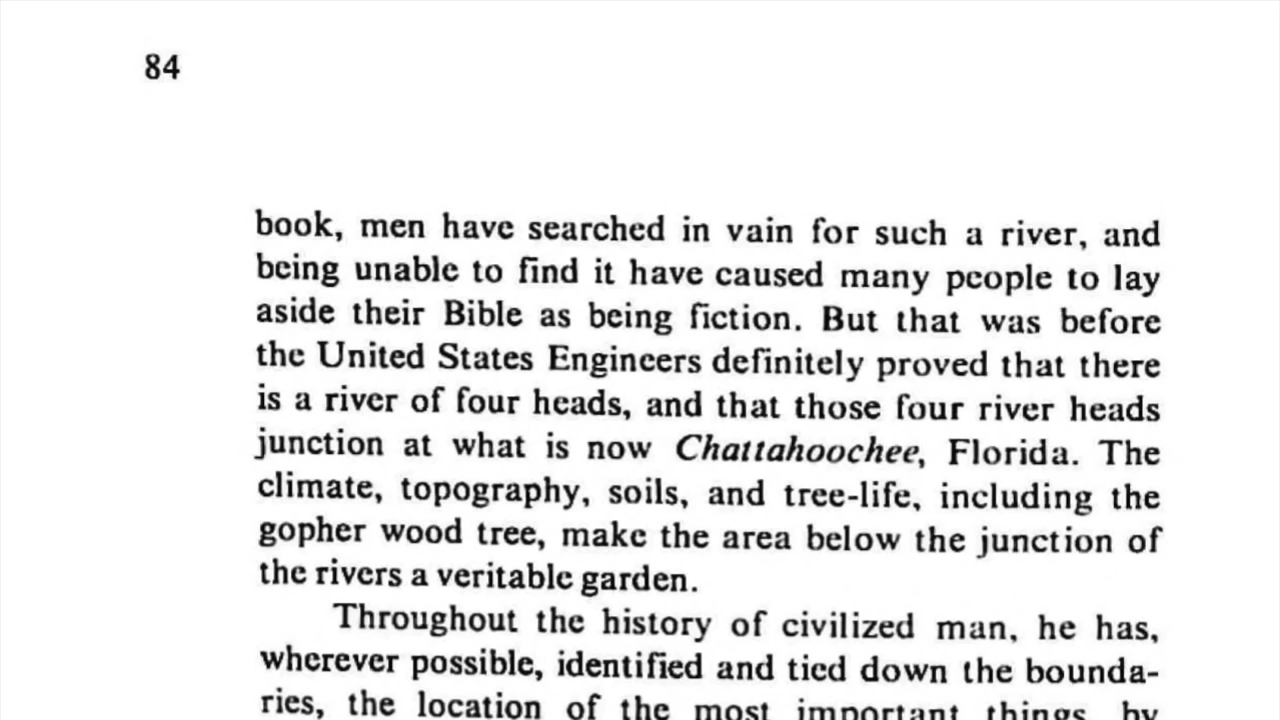 84
book, men have searched in vain for such a river, and
being unable to find it have caused many people to lay
aside their Bible as being fiction. But that was before
the United States Engineers definitely proved that there
is a river of four heads, and that those four river heads
junction at what is now Chattahoochee, Florida. The
climate, topography, soils, and tree-life, including the
gopher wood tree, make the area below the junction of
the rivers a veritable garden.
Throughout the history of civilized man, he has,
wherever possible, identified and tied down the bounda-
ries, the location of the most important things, by